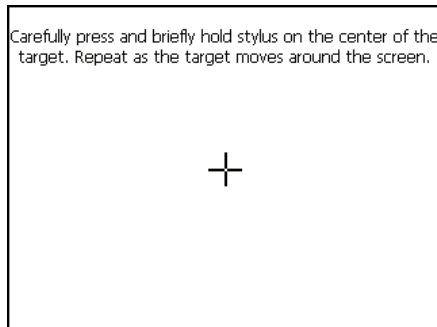 Carefully press and briefly hold stylus on the center of the
target. Repeat as the target moves around the screen.